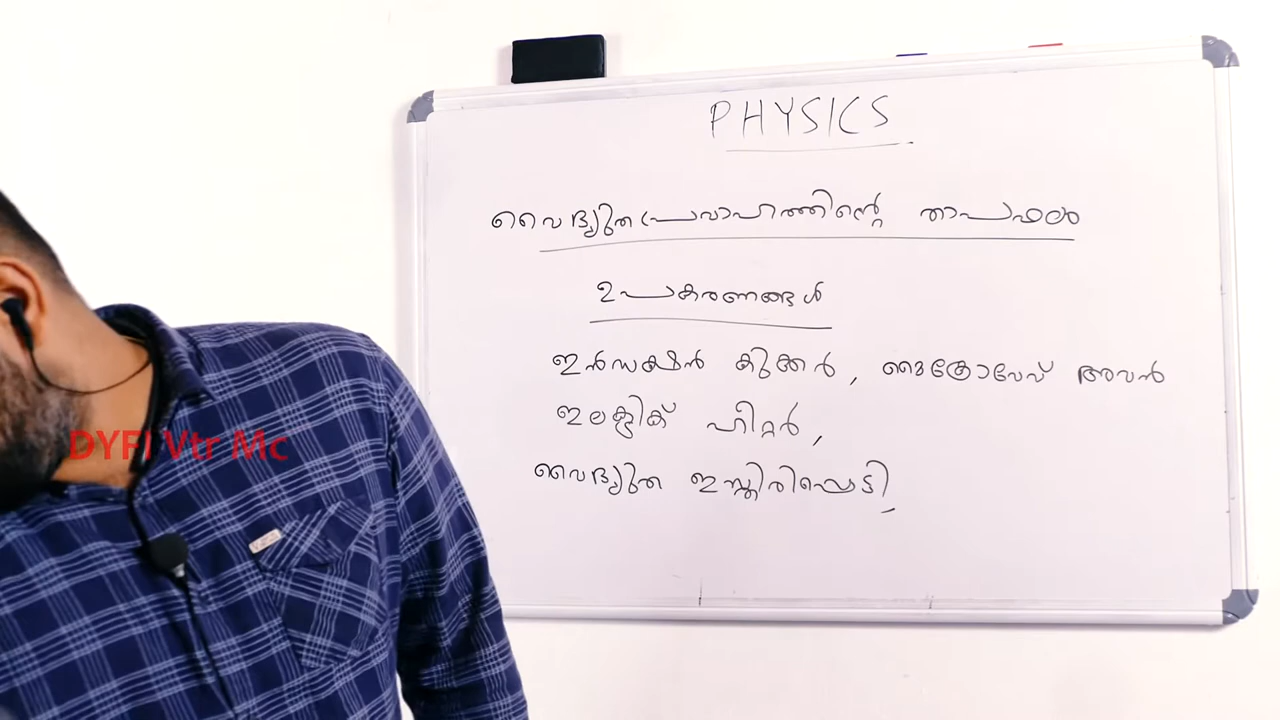 PHYSICS
വൈദ്യുതപ്രവാഹത്തിന്റെ താപഫലം
ഉപകരണങ്ങൾ
ഇൻഡക്ഷൻ കുക്കർ, മൈക്രോവേവ് അവൻ
ഇലക്ട്രിക് ഹീറ്റർ,
വൈദ്യുത ഇസ്തിരിപ്പെട്ടി,
DYFI Vtr Mc